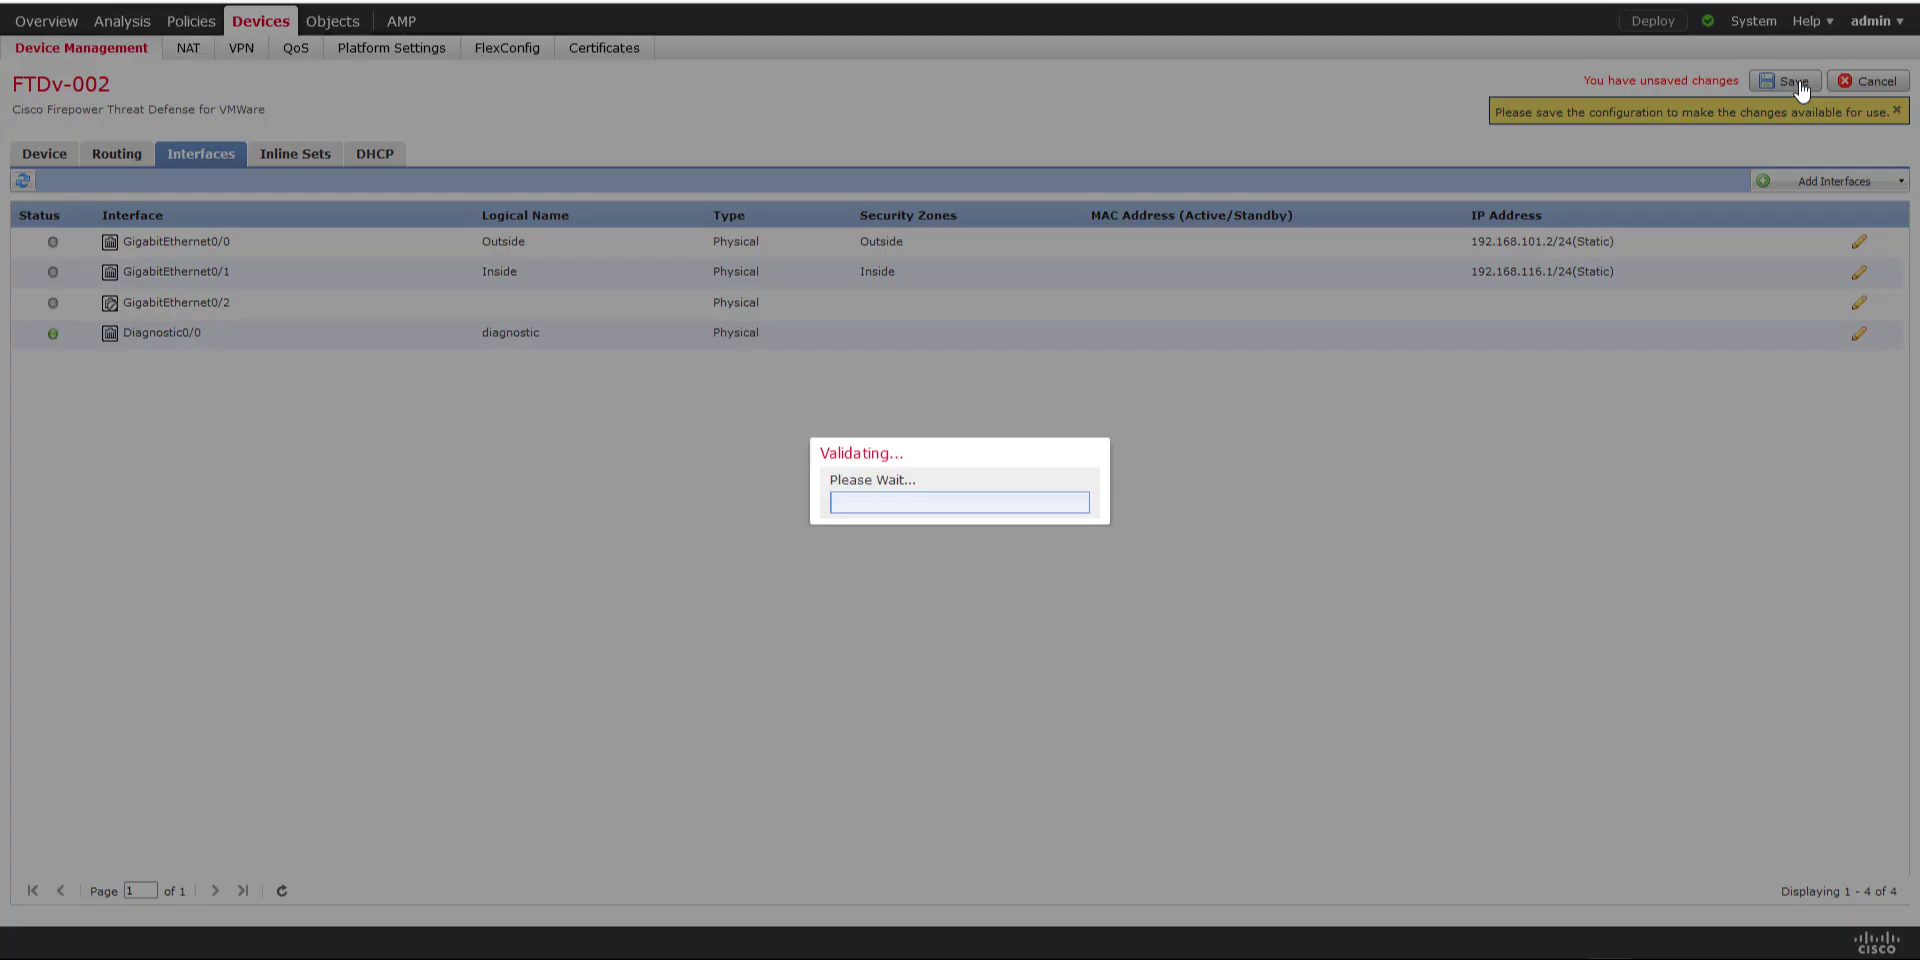 Overview Analysis Policies Devices Objects AMP Deploy System Help ▾ admin ▾
Device Management NAT VPN QoS Platform Settings FlexConfig Certificates
FTDv-002
You have unsaved changes Save Cancel
Cisco Firepower Threat Defense for VMWare
Please save the configuration to make the changes available for use. ×
Device Routing Interfaces Inline Sets DHCP
Add Interfaces
Status Interface Logical Name Type Security Zones MAC Address (Active/Standby) IP Address
GigabitEthernet0/0 Outside Physical Outside 192.168.101.2/24(Static)
GigabitEthernet0/1 Inside Physical Inside 192.168.116.1/24(Static)
GigabitEthernet0/2 Physical
Diagnostic0/0 diagnostic Physical
Validating...
Please Wait...
Page 1 of 1 Displaying 1 - 4 of 4
cisco